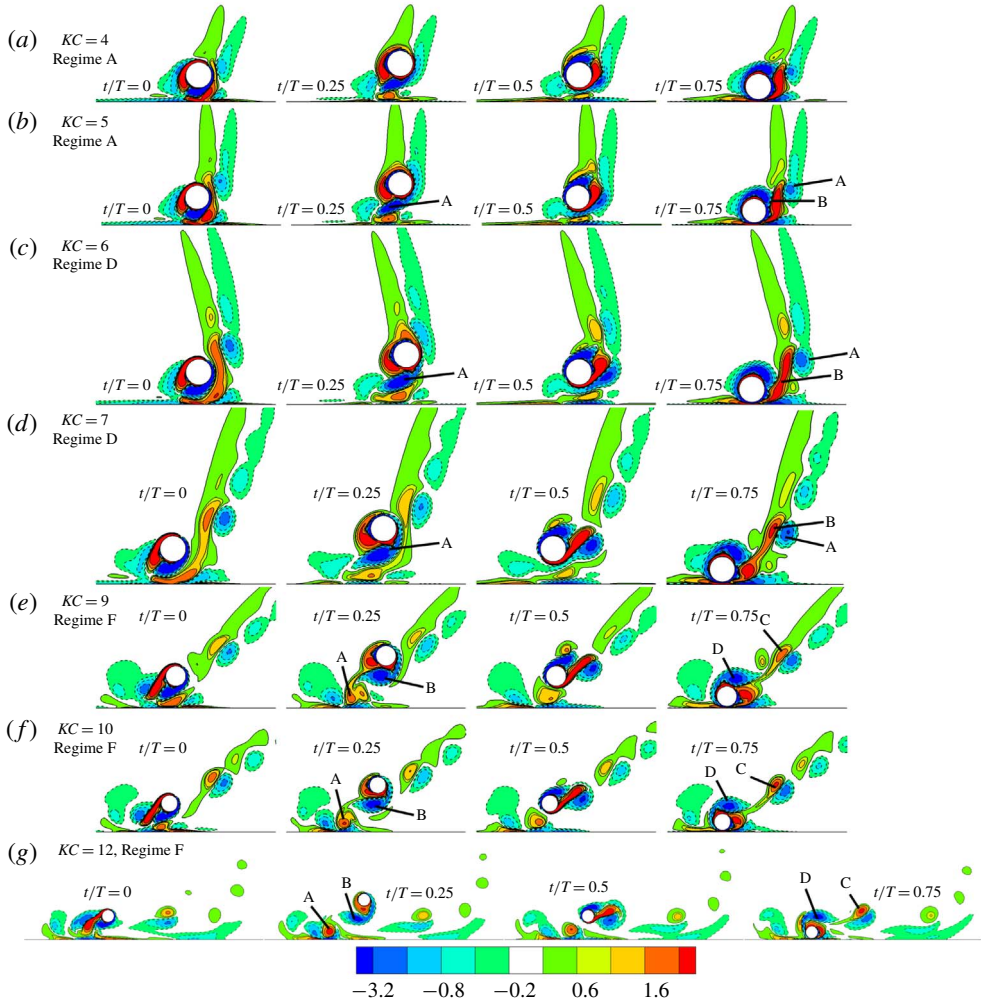 (a) KC = 4
Regime A
t/T = 0 t/T = 0.25 t/T = 0.5 t/T = 0.75
(b) KC = 5
Regime A
t/T = 0 t/T = 0.25 A t/T = 0.5 t/T = 0.75 A
B
(c) KC = 6
Regime D
t/T = 0 t/T = 0.25 A t/T = 0.5 t/T = 0.75 A
B
(d) KC = 7
Regime D
t/T = 0 t/T = 0.25 t/T = 0.5 t/T = 0.75
A B
A
(e) KC = 9
Regime F
t/T = 0 t/T = 0.25 t/T = 0.5 t/T = 0.75 C
A B D
(f) KC = 10
Regime F
t/T = 0 t/T = 0.25 t/T = 0.5 t/T = 0.75
A B D C
(g) KC = 12, Regime F
t/T = 0 A B t/T = 0.25 t/T = 0.5 D C t/T = 0.75
−3.2 −0.8 −0.2 0.6 1.6